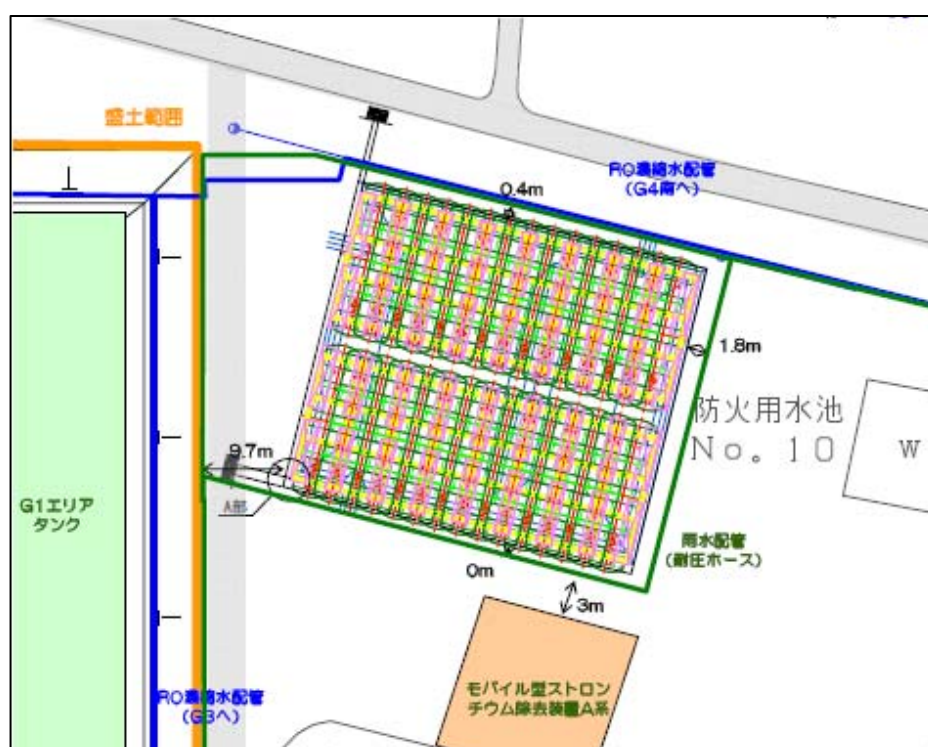 盛土範囲
RO濃縮水配管
(G4南へ)
0.4m
1.8m
防火用水池
No。10
W
9.7m
A部
G1エリア
タンク
雨水配管
(耐圧ホース)
0m
3m
モバイル型ストロン
チウム除去装置A系
RO濃縮水配管
(G3へ)